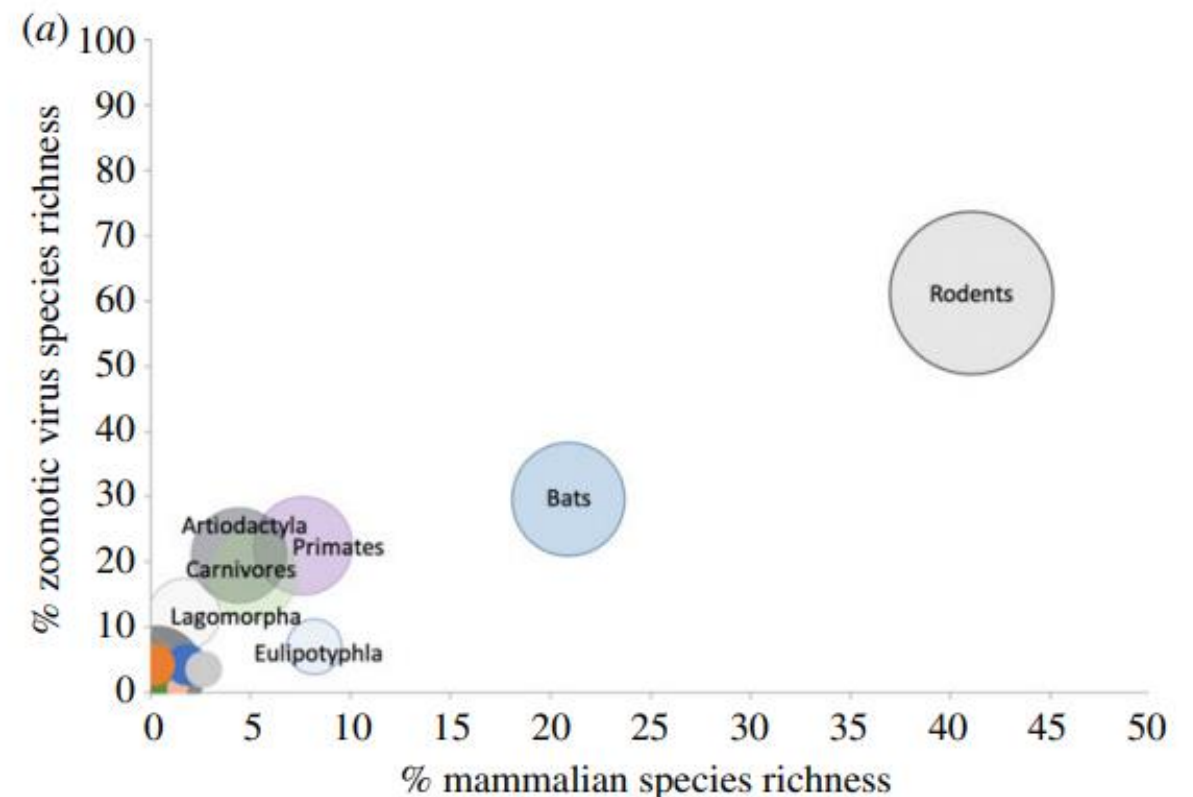 (a)
100
90
80
70
60
50
40
30
20
10
0
% zoonotic virus species richness
Rodents
Bats
Artiodactyla
Primates
Carnivores
Lagomorpha
Eulipotyphla
0 5 10 15 20 25 30 35 40 45 50
% mammalian species richness